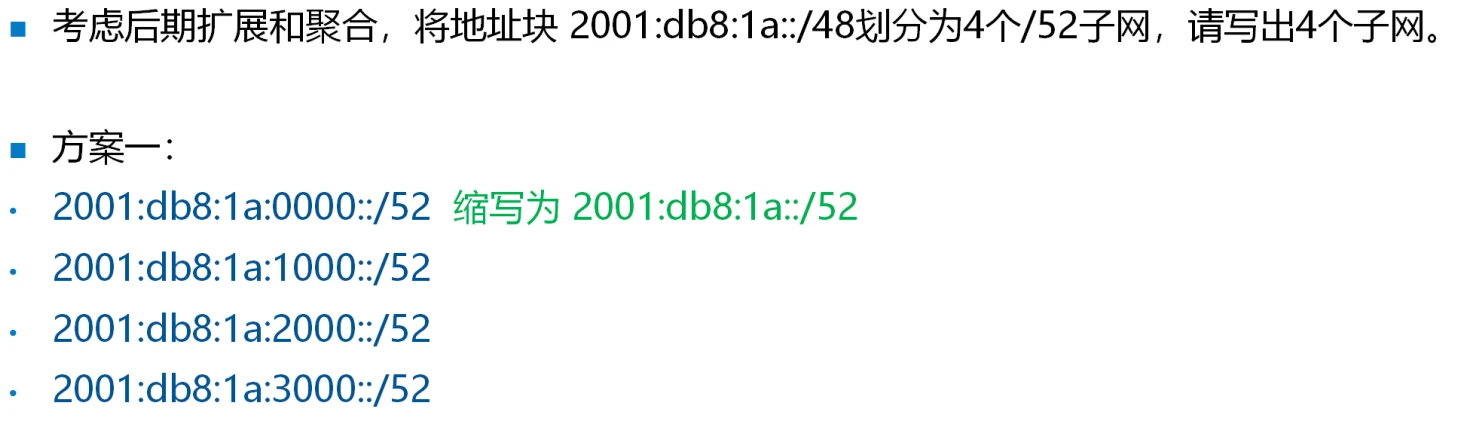 ■ 考虑后期扩展和聚合，将地址块 2001:db8:1a::/48划分为4个/52子网，请写出4个子网。
■ 方案一：
• 2001:db8:1a:0000::/52 缩写为 2001:db8:1a::/52
• 2001:db8:1a:1000::/52
• 2001:db8:1a:2000::/52
• 2001:db8:1a:3000::/52